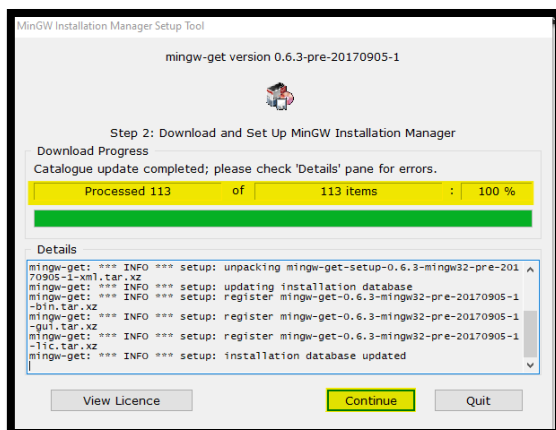 MinGW Installation Manager Setup Tool
mingw-get version 0.6.3-pre-20170905-1
Step 2: Download and Set Up MinGW Installation Manager
Download Progress
Catalogue update completed; please check 'Details' pane for errors.
Processed 113 of 113 items : 100 %
Details
mingw-get: *** INFO *** setup: unpacking mingw-get-setup-0.6.3-mingw32-pre-201
70905-1-xml.tar.xz
mingw-get: *** INFO *** setup: updating installation database
mingw-get: *** INFO *** setup: register mingw-get-0.6.3-mingw32-pre-20170905-1
-bin.tar.xz
mingw-get: *** INFO *** setup: register mingw-get-0.6.3-mingw32-pre-20170905-1
-gui.tar.xz
mingw-get: *** INFO *** setup: register mingw-get-0.6.3-mingw32-pre-20170905-1
-lic.tar.xz
mingw-get: *** INFO *** setup: installation database updated
View Licence Continue Quit